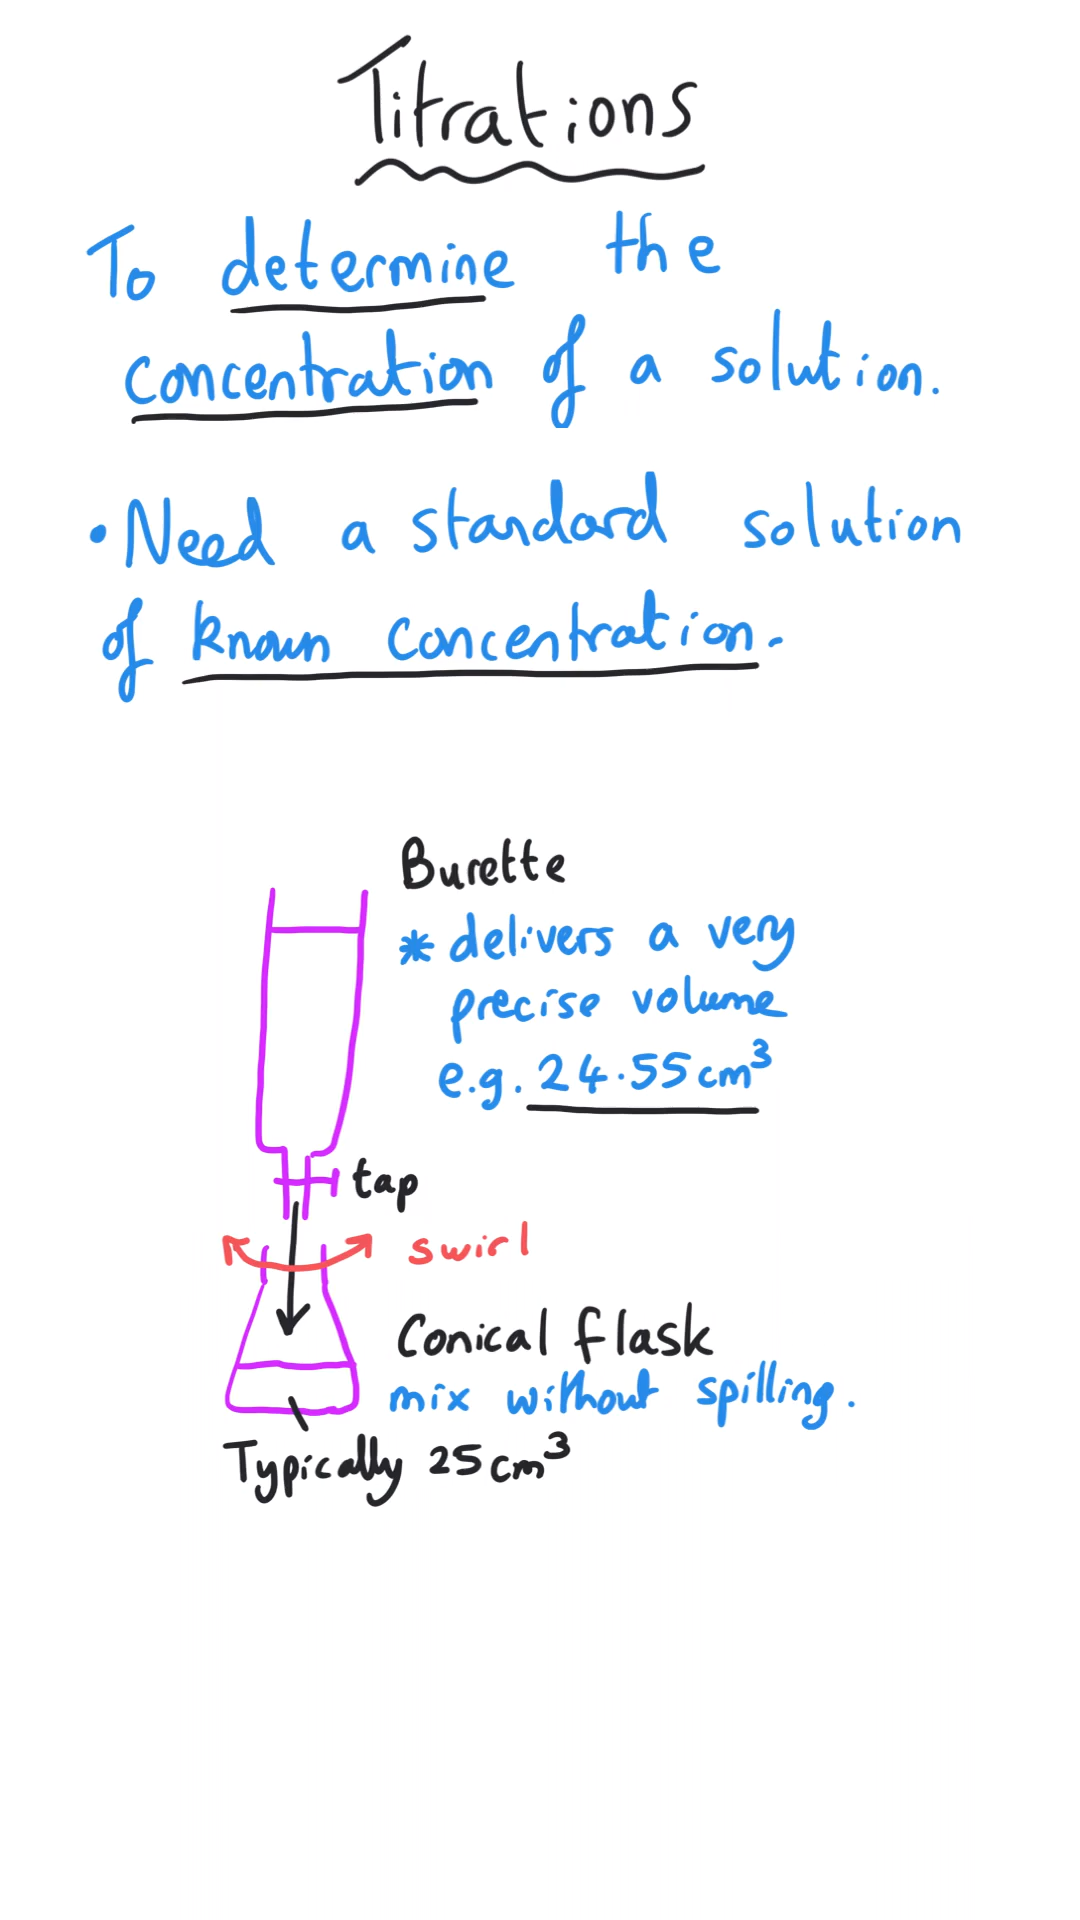 Titrations
To determine the
concentration of a solution.
• Need a standard solution
of known concentration.
Burette
* delivers a very
precise volume
e.g. 24.55cm³
tap
swirl
Conical flask
mix without spilling.
Typically 25cm³